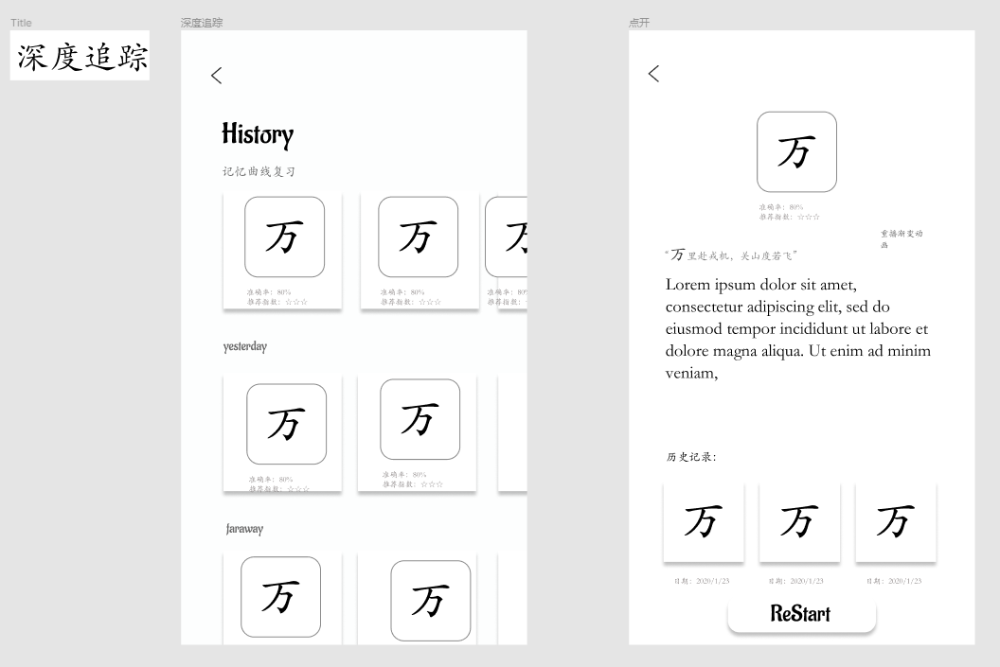 Title
深度追踪
深度追踪
History
记忆曲线复习
万
万
万
准确率：80%
推荐指数：☆☆☆
准确率：80%
推荐指数：☆☆☆
准确率：80%
推荐指数：
yesterday
万
万
准确率：80%
推荐指数：☆☆☆
准确率：80%
推荐指数：☆☆☆
faraway
万
万
点开
万
准确率：80%
推荐指数：☆☆☆
重播渐变动
画
“万里赴戎机，关山度若飞”
Lorem ipsum dolor sit amet,
consectetur adipiscing elit, sed do
eiusmod tempor incididunt ut labore et
dolore magna aliqua. Ut enim ad minim
veniam,
历史记录：
万
万
万
日期：2020/1/23
日期：2020/1/23
日期：2020/1/23
ReStart